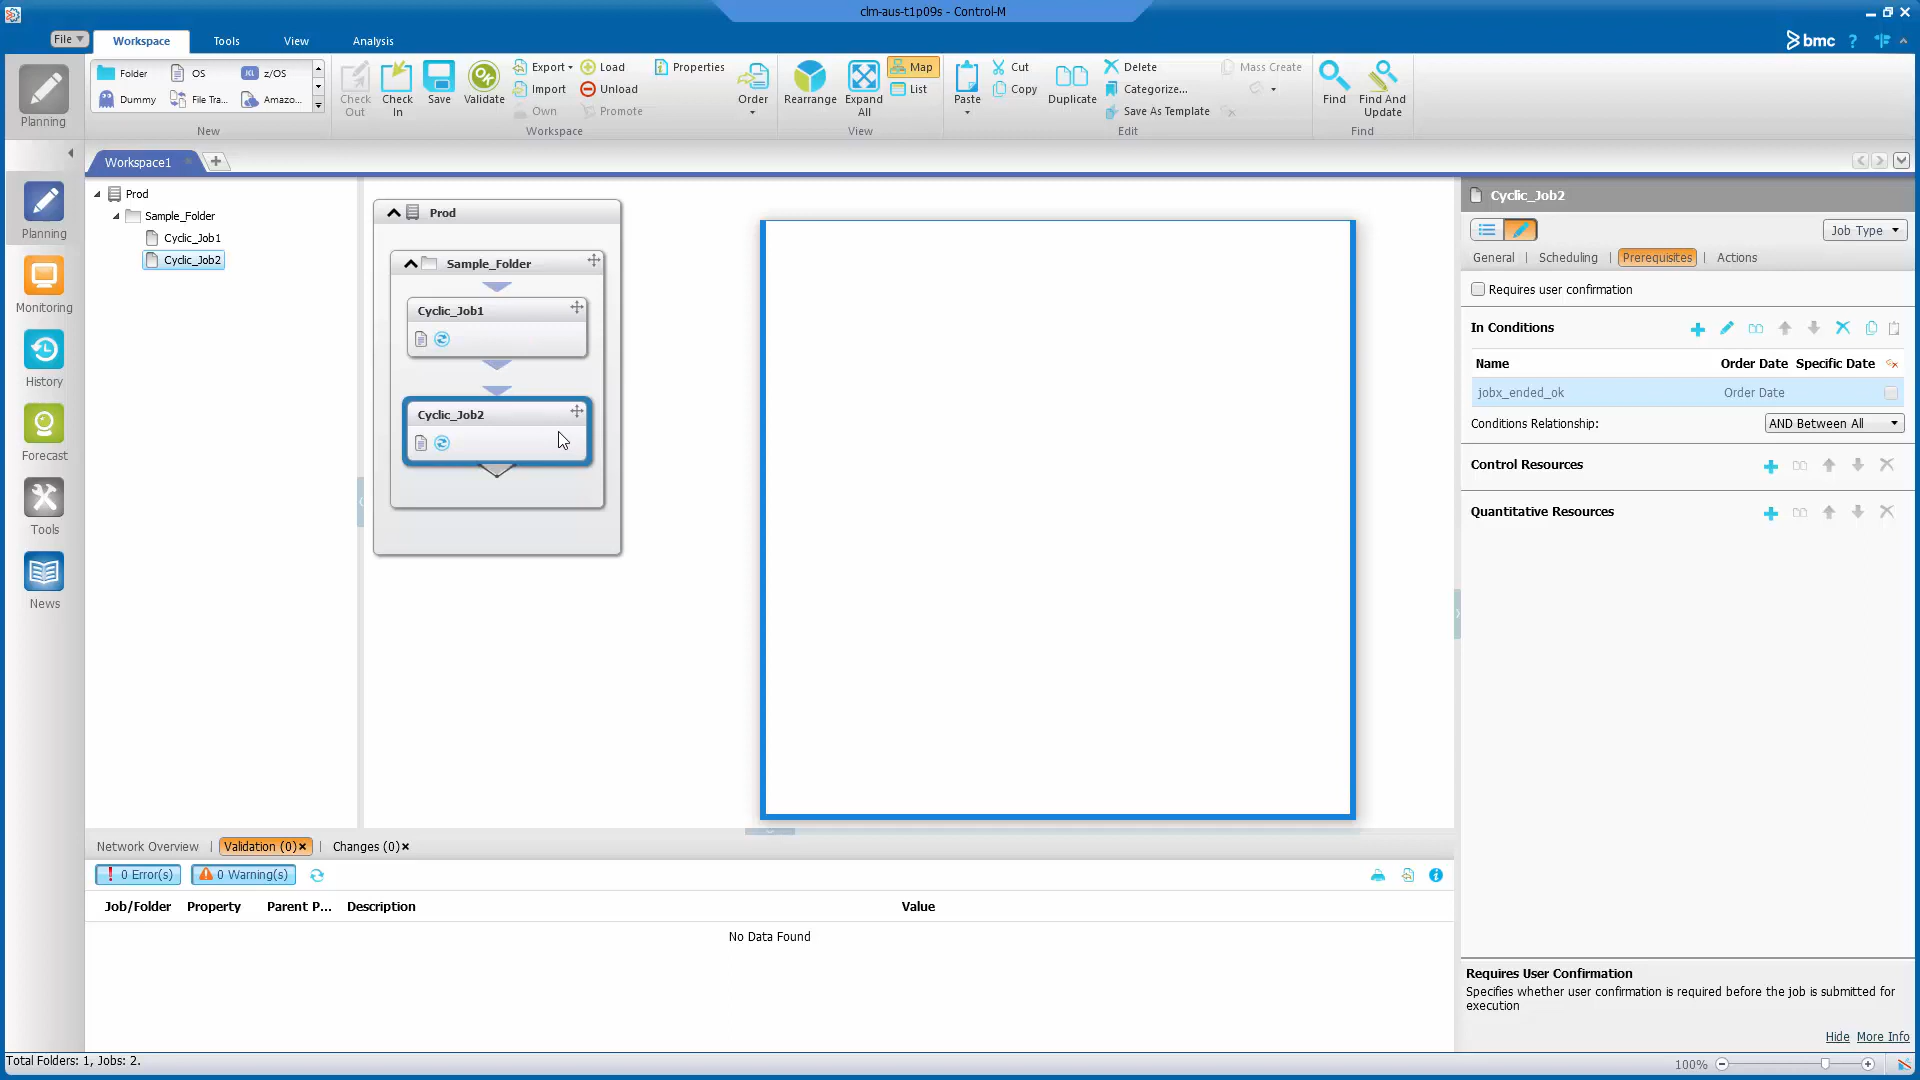 clm-aus-t1p09s - Control-M
File
Workspace
Tools
View
Analysis
bmc
?
Planning
Folder
OS
z/OS
Dummy
File Tra...
Amazo...
New
Check Out
Check In
Save
Validate
Export
Import
Own
Load
Unload
Promote
Properties
Workspace
Order
Rearrange
Expand All
Map
List
View
Paste
Cut
Copy
Duplicate
Delete
Categorize...
Save As Template
Mass Create
Edit
Find
Find And Update
Find
Workspace1
Planning
Monitoring
History
Forecast
Tools
News
Prod
Sample_Folder
Cyclic_Job1
Cyclic_Job2
Prod
Sample_Folder
Cyclic_Job1
Cyclic_Job2
Cyclic_Job2
Job Type
General | Scheduling | Prerequisites | Actions
Requires user confirmation
In Conditions
Name Order Date Specific Date
jobx_ended_ok Order Date
Conditions Relationship: AND Between All
Control Resources
Quantitative Resources
Requires User Confirmation
Specifies whether user confirmation is required before the job is submitted for
execution
Hide More Info
Network Overview | Validation (0) | Changes (0)
0 Error(s) 0 Warning(s)
Job/Folder Property Parent P... Description Value
No Data Found
Total Folders: 1, Jobs: 2.
100%